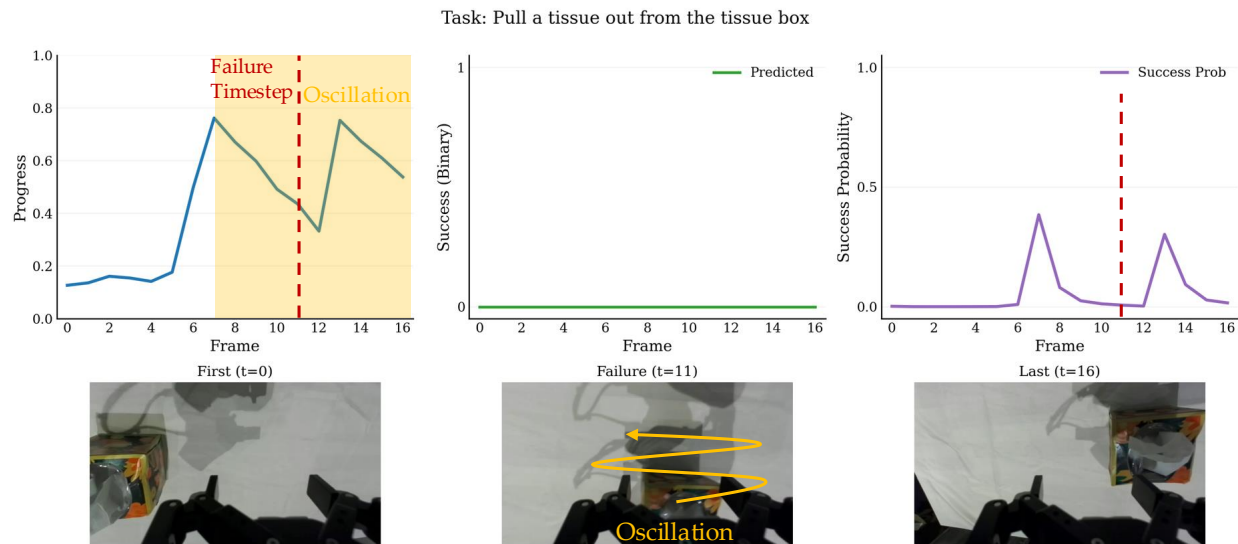 Task: Pull a tissue out from the tissue box
Progress
1.0
0.8
0.6
0.4
0.2
0.0
Failure
Timestep
Oscillation
0 2 4 6 8 10 12 14 16
Frame
Success (Binary)
1
0
Predicted
0 2 4 6 8 10 12 14 16
Frame
Success Probability
1.0
0.5
0.0
Success Prob
0 2 4 6 8 10 12 14 16
Frame
First (t=0)
Failure (t=11)
Oscillation
Last (t=16)